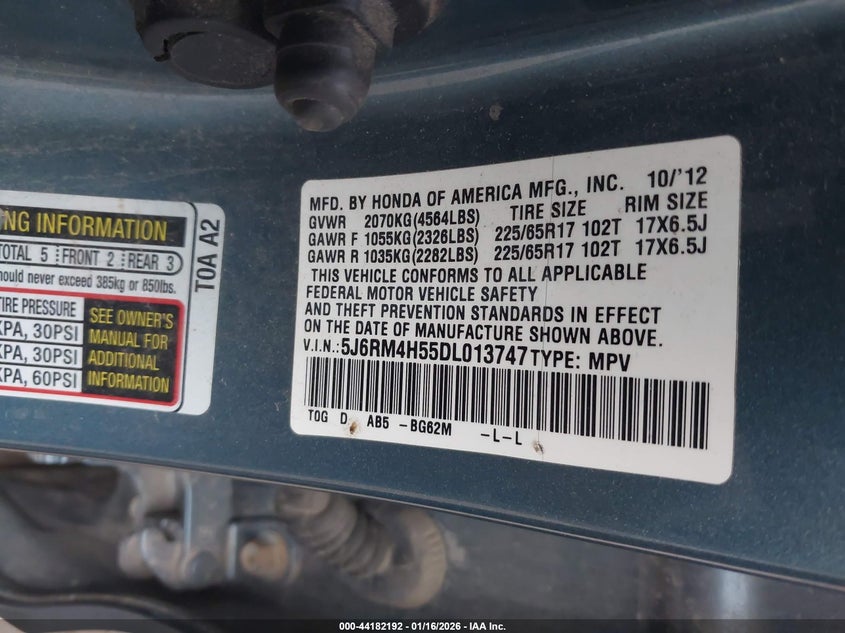 MFD. BY HONDA OF AMERICA MFG., INC. 10/'12
GVWR 2070KG(4564LBS) TIRE SIZE RIM SIZE
GAWR F 1055KG(2326LBS) 225/65R17 102T 17X6.5J
GAWR R 1035KG(2282LBS) 225/65R17 102T 17X6.5J
THIS VEHICLE CONFORMS TO ALL APPLICABLE
FEDERAL MOTOR VEHICLE SAFETY
AND THEFT PREVENTION STANDARDS IN EFFECT
ON THE DATE OF MANUFACTURE SHOWN ABOVE.
V.I.N.: 5J6RM4H55DL013747 TYPE: MPV
TOG D AB5 -BG62M -L-L
NG INFORMATION
TOTAL 5 FRONT 2 REAR 3
hould never exceed 385kg or 850lbs.
TIRE PRESSURE
KPA, 30PSI
KPA, 30PSI
KPA, 60PSI
SEE OWNER'S
MANUAL FOR
ADDITIONAL
INFORMATION
T0A A2
000-44182192 - 01/16/2026 - IAA Inc.